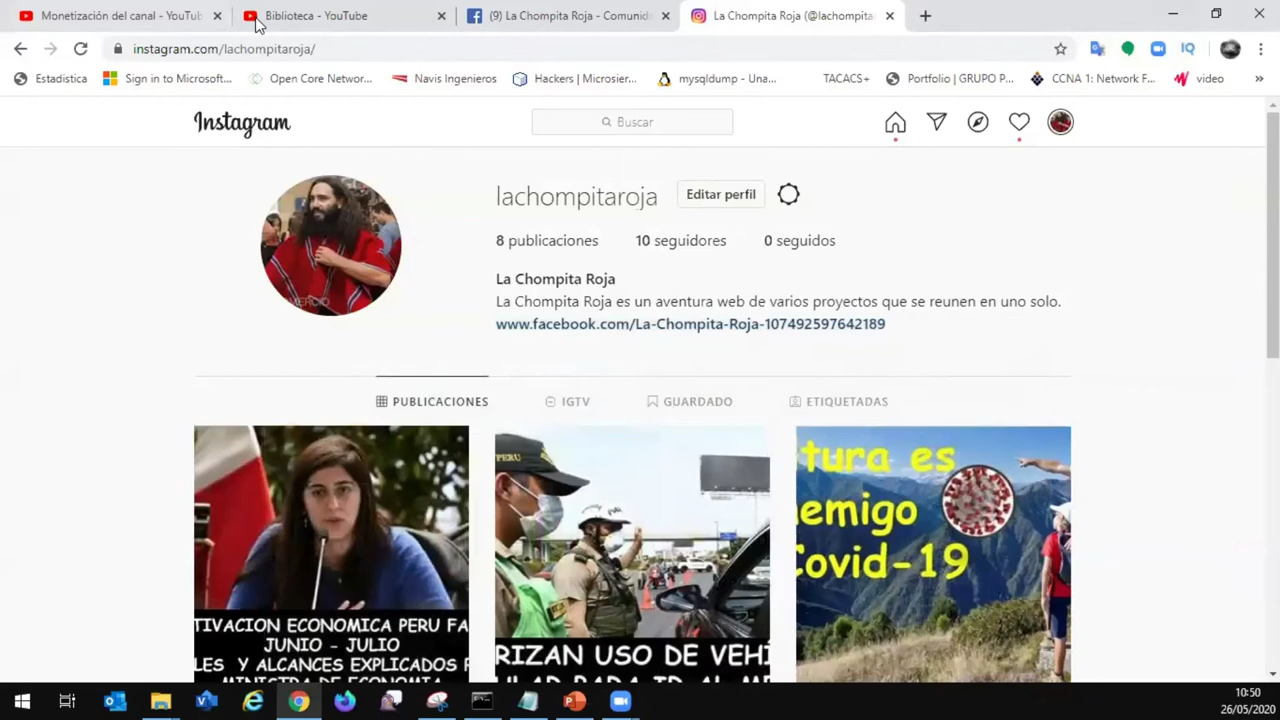 Monetización del canal - YouTub
Biblioteca - YouTube
(9) La Chompita Roja - Comunid
La Chompita Roja (@lachompita
instagram.com/lachompitaroja/
Estadistica
Sign in to Microsoft...
Open Core Networ...
Navis Ingenieros
Hackers | Microsier...
mysqldump - Una...
TACACS+
Portfolio | GRUPO P...
CCNA 1: Network F...
video
»
Instagram
Buscar
lachompitaroja
Editar perfil
8 publicaciones
10 seguidores
0 seguidos
La Chompita Roja
La Chompita Roja es un aventura web de varios proyectos que se reunen en uno solo.
www.facebook.com/La-Chompita-Roja-107492597642189
PUBLICACIONES
IGTV
GUARDADO
ETIQUETADAS
TIVACION ECONOMICA PERU FA
JUNIO - JULIO
LES Y ALCANCES EXPLICADOS P
MINISTRA DE ECONOMIA
PERU
RIZAN USO DE VEHÍ
tura es
emigo
Covid-19
10:50
26/05/2020